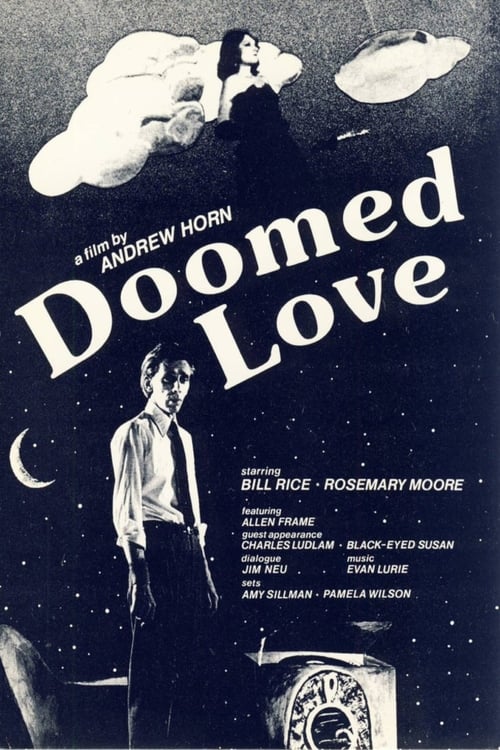 a film by
ANDREW HORN
Doomed
Love
starring
BILL RICE · ROSEMARY MOORE
featuring
ALLEN FRAME
guest appearance
CHARLES LUDLAM · BLACK-EYED SUSAN
dialogue music
JIM NEU EVAN LURIE
sets
AMY SILLMAN · PAMELA WILSON